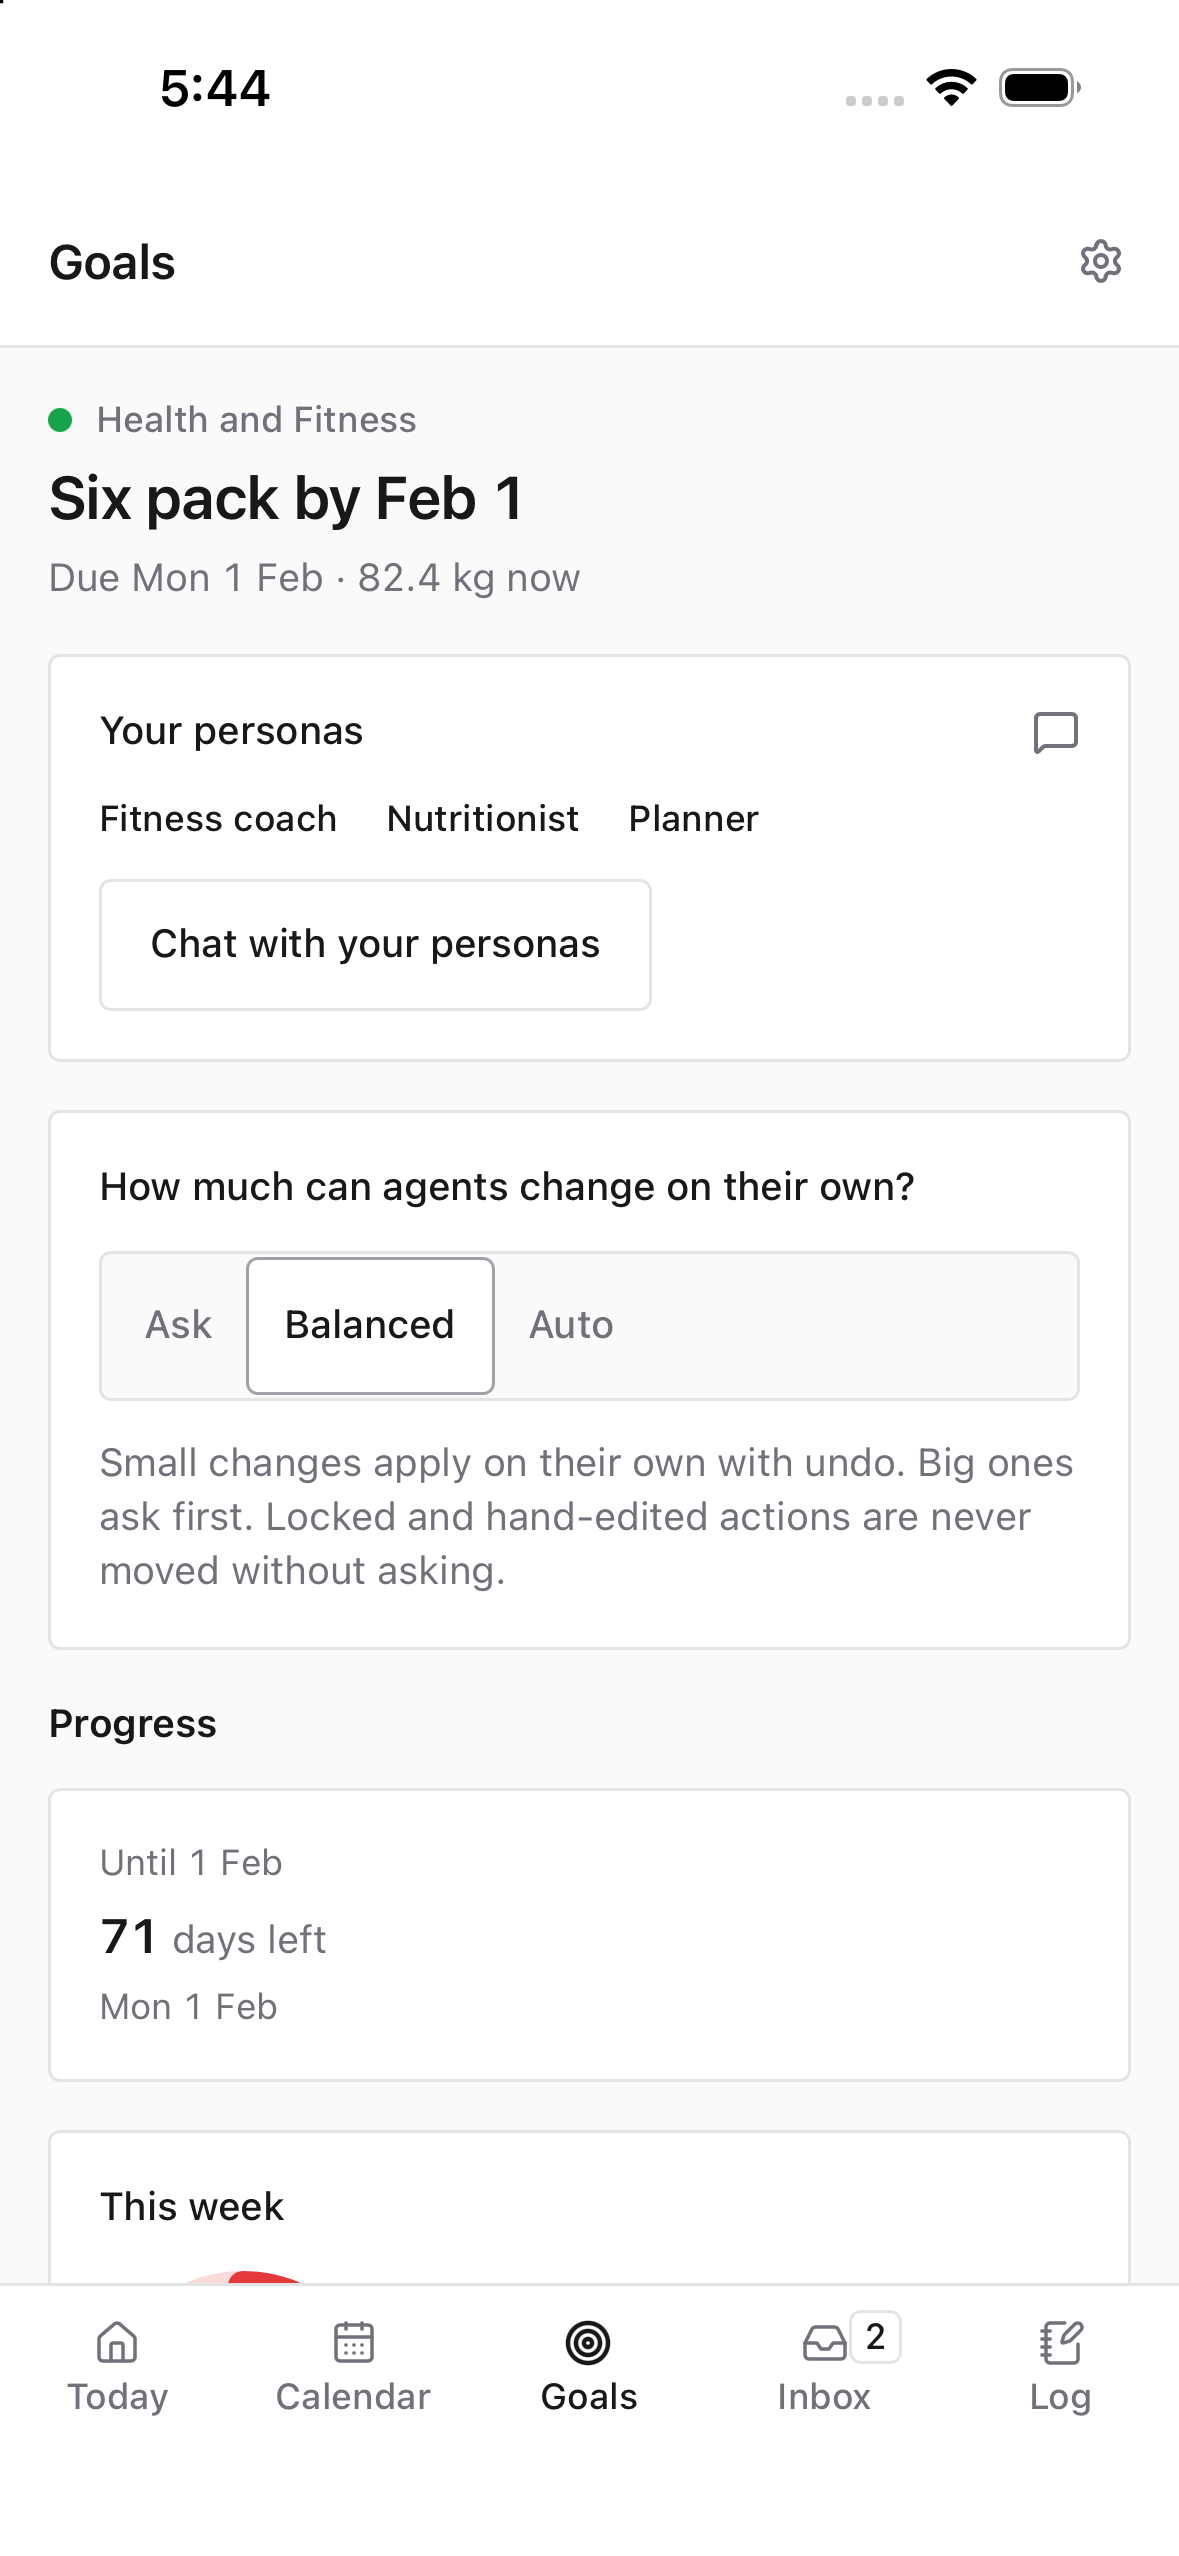 5:44
Goals
Health and Fitness
Six pack by Feb 1
Due Mon 1 Feb · 82.4 kg now
Your personas
Fitness coach Nutritionist Planner
Chat with your personas
How much can agents change on their own?
Ask Balanced Auto
Small changes apply on their own with undo. Big ones
ask first. Locked and hand-edited actions are never
moved without asking.
Progress
Until 1 Feb
71 days left
Mon 1 Feb
This week
2
Today Calendar Goals Inbox Log